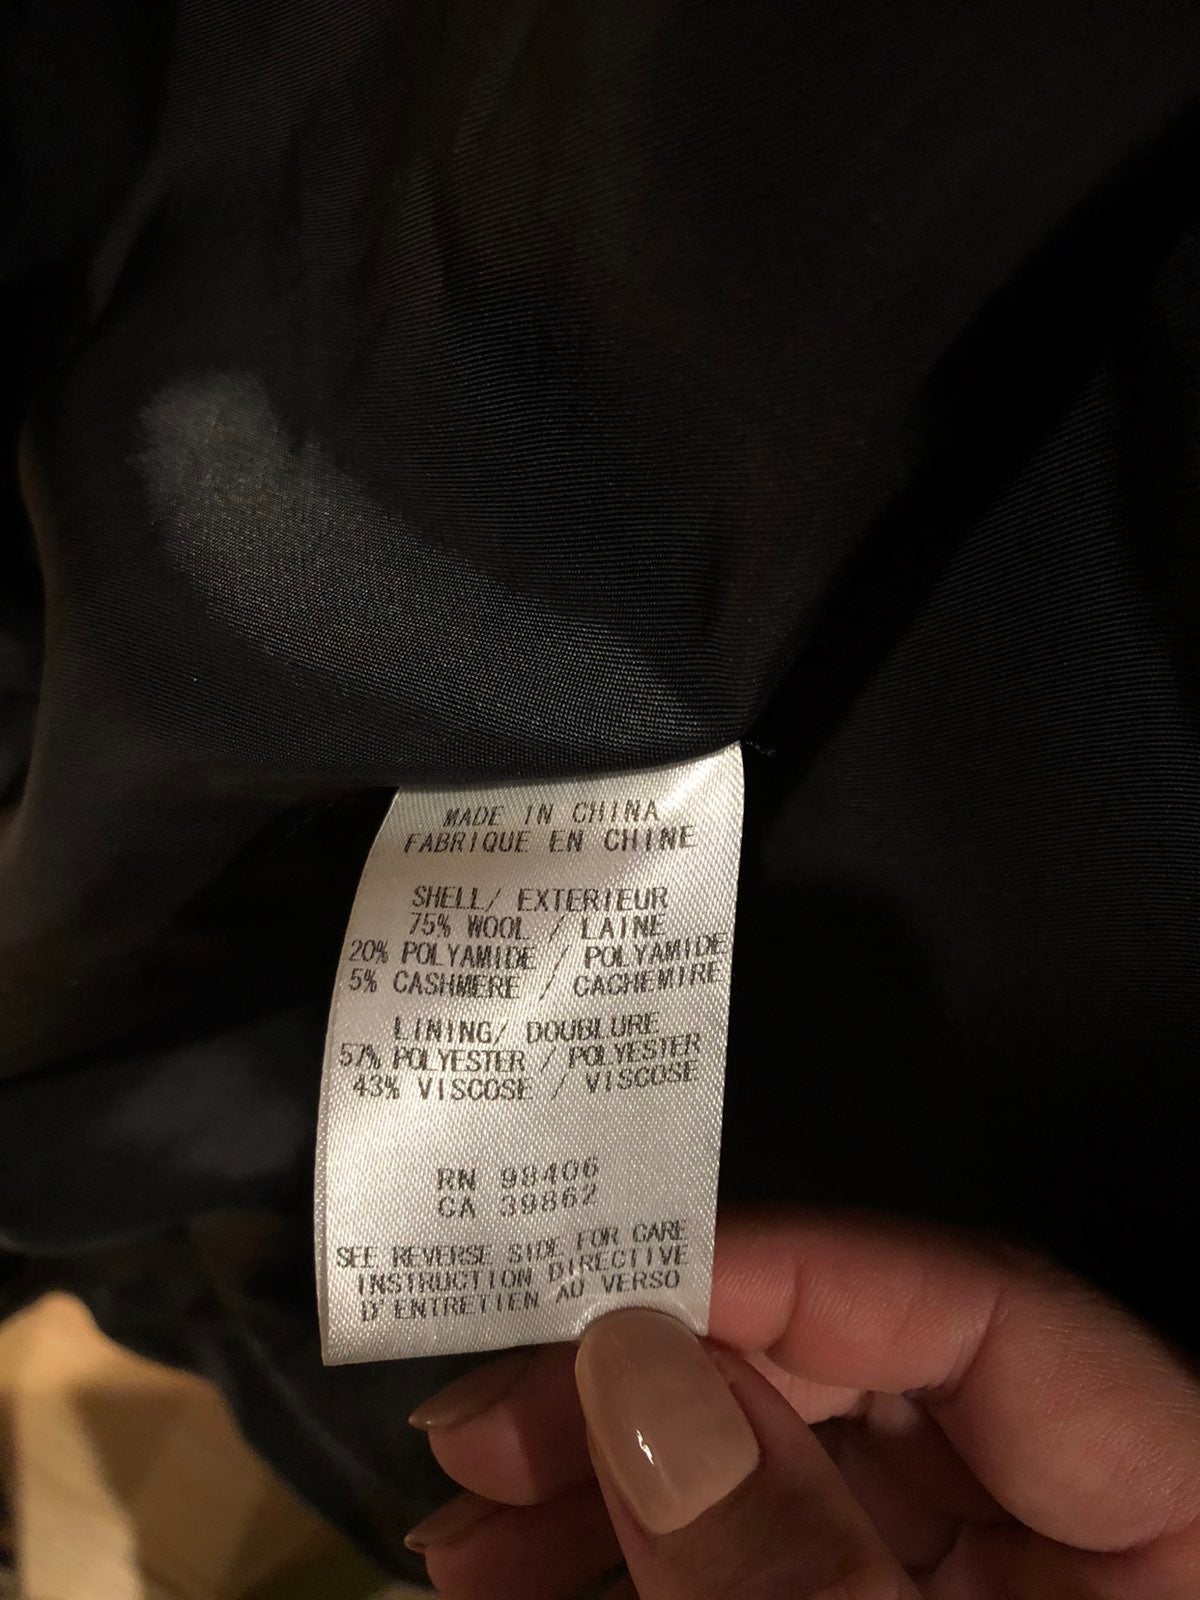 MADE IN CHINA
FABRIQUE EN CHINE
SHELL/ EXTERIEUR
75% WOOL / LAINE
20% POLYAMIDE / POLYAMIDE
5% CASHMERE / CACHEMIRE
LINING/ DOUBLURE
57% POLYESTER / POLYESTER
43% VISCOSE / VISCOSE
RN 98406
CA 39862
SEE REVERSE SIDE FOR CARE
INSTRUCTION DIRECTIVE
D'ENTRETIEN AU VERSO